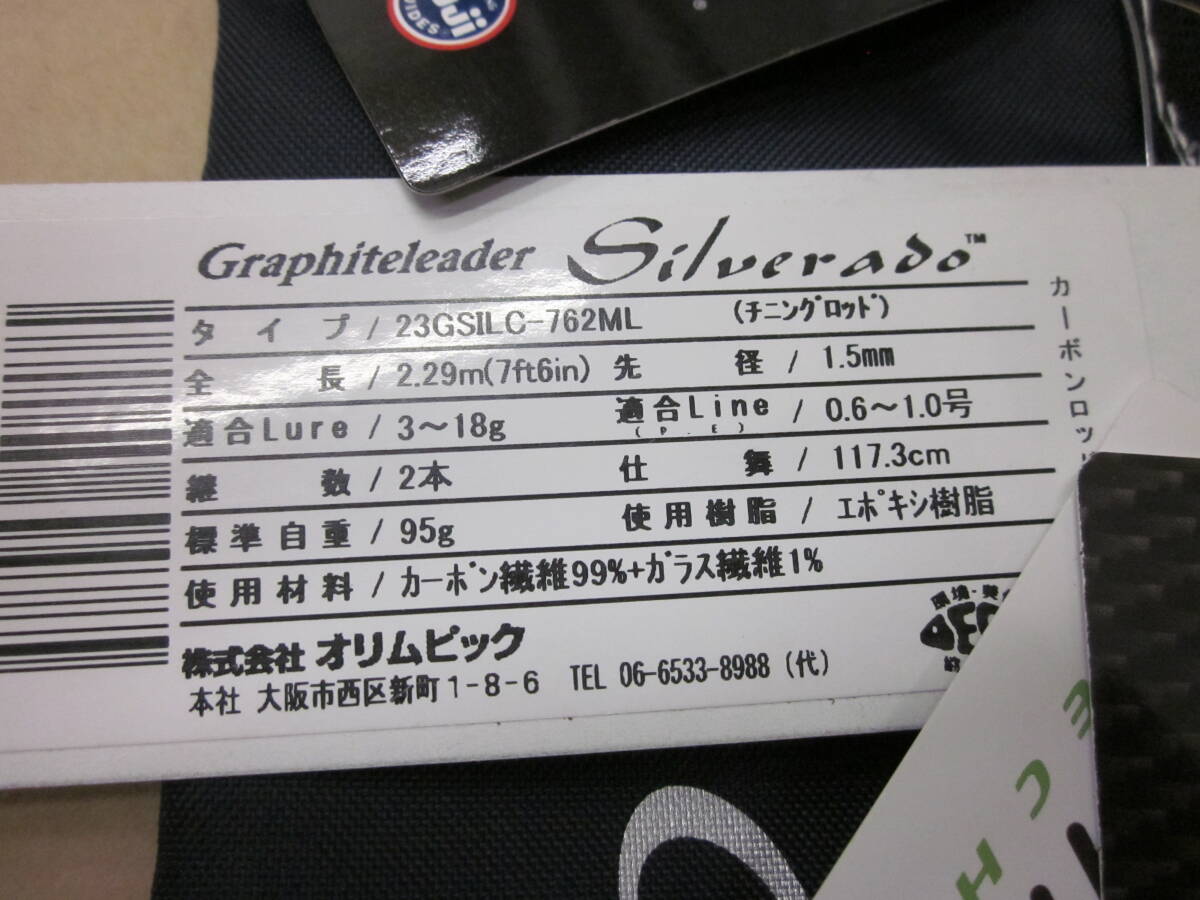 Graphiteleader Silverado™
タイプ / 23GSILC-762ML (チニングロッド)
全長 / 2.29m(7ft6in) 先径 / 1.5mm
適合Lure / 3～18g 適合Line / 0.6～1.0号
(P.E)
継数 / 2本 仕舞 / 117.3cm
標準自重 / 95g 使用樹脂 / エポキシ樹脂
使用材料 / カーボン繊維99%+ガラス繊維1%
株式会社 オリムピック
本社 大阪市西区新町1-8-6 TEL 06-6533-8988 (代)
カーボンロッ
環境・美